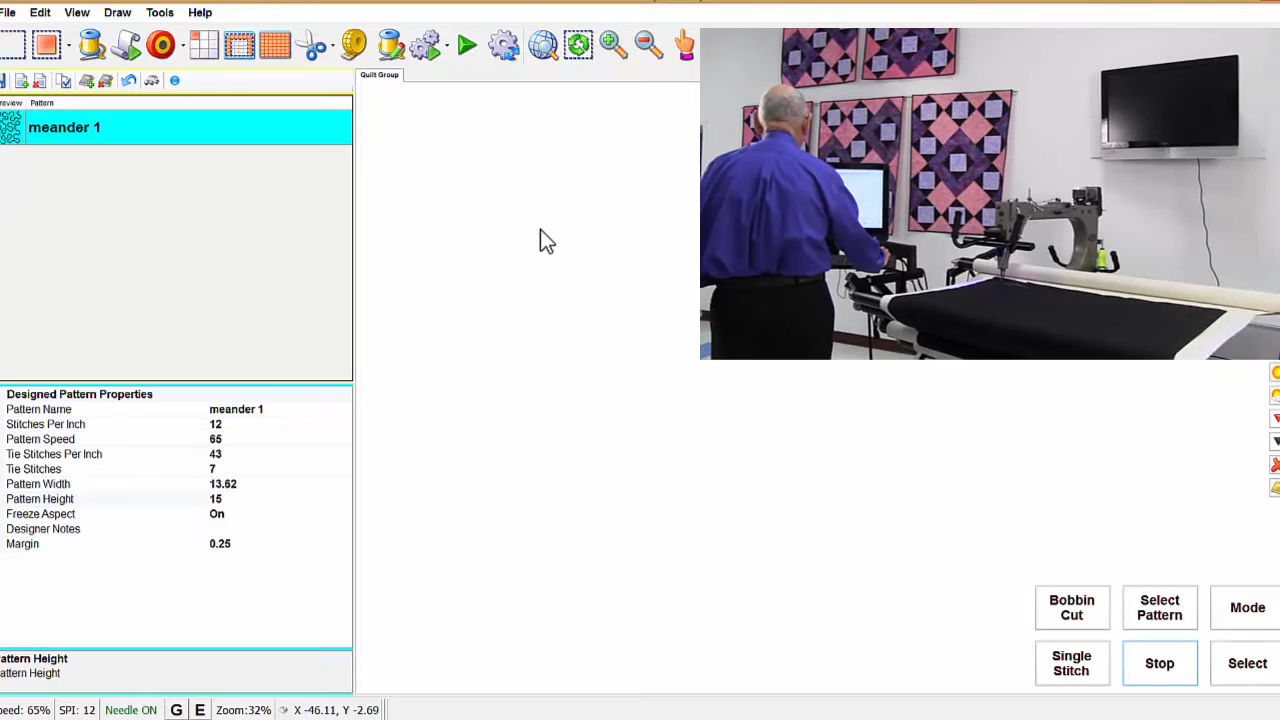 File Edit View Draw Tools Help
Quilt Group
review Pattern
meander 1
Designed Pattern Properties
Pattern Name meander 1
Stitches Per Inch 12
Pattern Speed 65
Tie Stitches Per Inch 43
Tie Stitches 7
Pattern Width 13.62
Pattern Height 15
Freeze Aspect On
Designer Notes
Margin 0.25
Bobbin Cut
Select Pattern
Mode
Single Stitch
Stop
Select
attern Height
attern Height
peed: 65% SPI: 12 Needle ON G E Zoom:32% X -46.11, Y -2.69